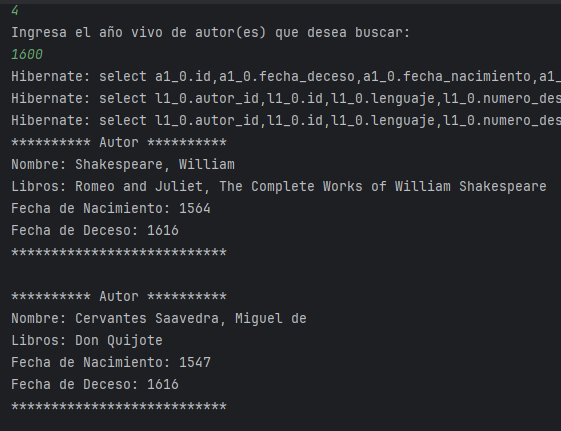 4
Ingresa el año vivo de autor(es) que desea buscar:
1600
Hibernate: select a1_0.id,a1_0.fecha_deceso,a1_0.fecha_nacimiento,a1_
Hibernate: select l1_0.autor_id,l1_0.id,l1_0.lenguaje,l1_0.numero_des
Hibernate: select l1_0.autor_id,l1_0.id,l1_0.lenguaje,l1_0.numero_des
********** Autor **********
Nombre: Shakespeare, William
Libros: Romeo and Juliet, The Complete Works of William Shakespeare
Fecha de Nacimiento: 1564
Fecha de Deceso: 1616
***************************
********** Autor **********
Nombre: Cervantes Saavedra, Miguel de
Libros: Don Quijote
Fecha de Nacimiento: 1547
Fecha de Deceso: 1616
***************************